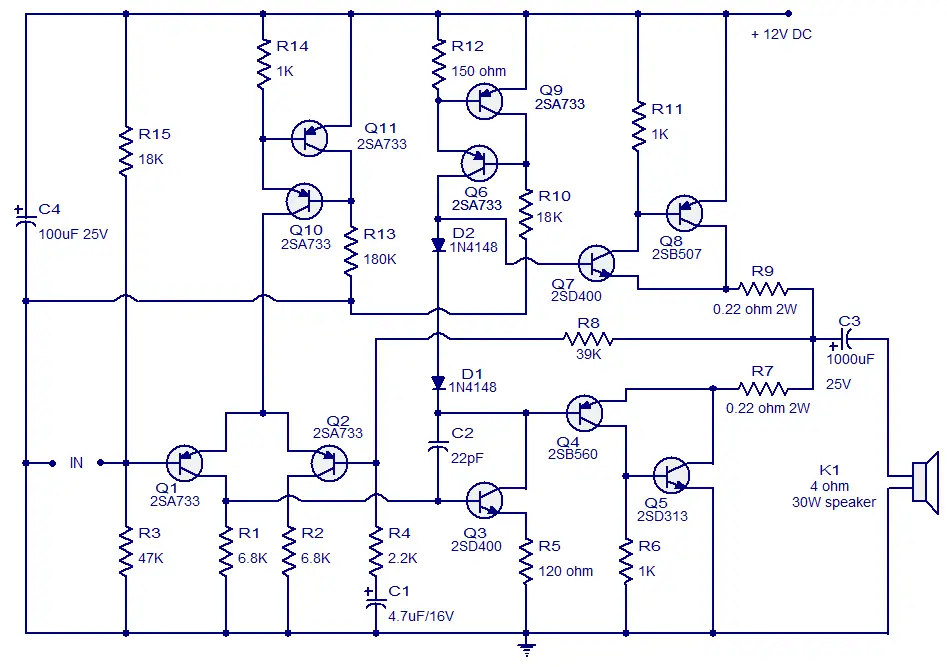 + 12V DC
R14
1K
R12
150 ohm
Q9
2SA733
R15
18K
Q11
2SA733
R11
1K
Q6
2SA733
R10
18K
Q10
2SA733
C4
+
100uF 25V
R13
180K
D2
1N4148
Q8
2SB507
Q7
2SD400
R9
0.22 ohm 2W
R8
39K
C3
+
1000uF
25V
D1
1N4148
R7
0.22 ohm 2W
Q2
2SA733
C2
22pF
Q4
2SB560
IN
Q1
2SA733
K1
4 ohm
30W speaker
Q5
2SD313
Q3
2SD400
R3
47K
R1
6.8K
R2
6.8K
R4
2.2K
R5
120 ohm
R6
1K
C1
+
4.7uF/16V